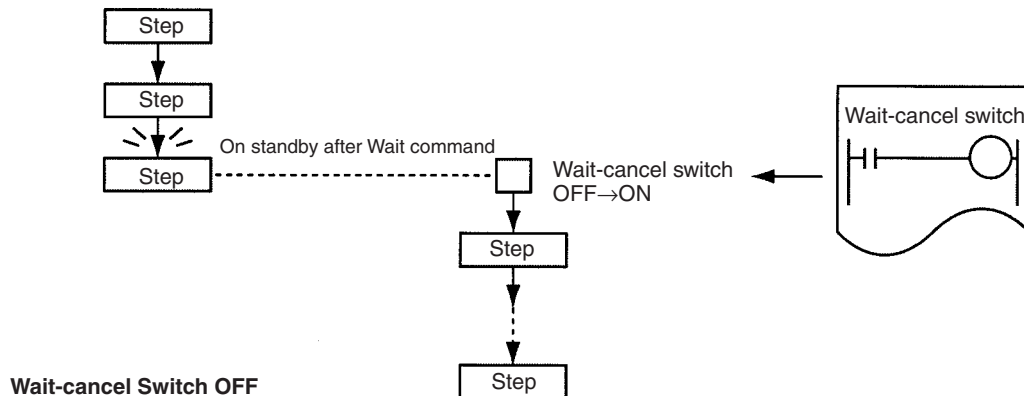 Step
Step
On standby after Wait command
Step
Wait-cancel switch
OFF→ON
Wait-cancel switch
Step
Step
Wait-cancel Switch OFF